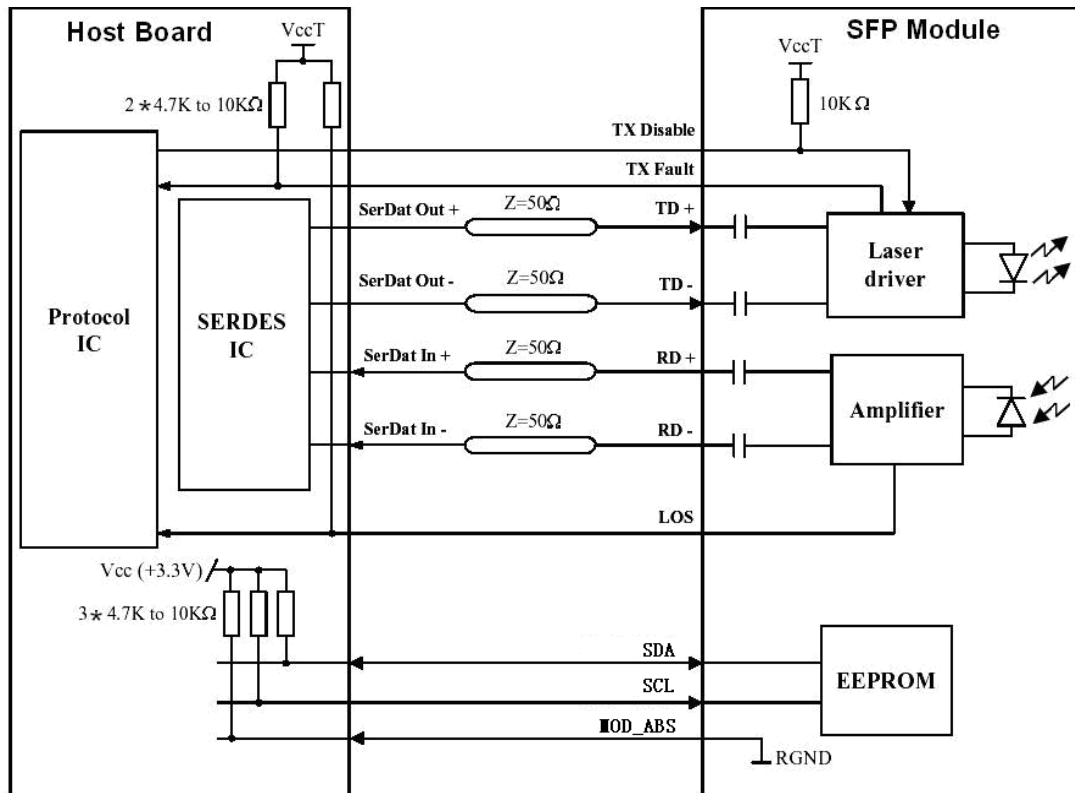 Host Board
SFP Module
VccT
VccT
2*4.7K to 10KΩ
10KΩ
TX Disable
TX Fault
SerDat Out +
Z=50Ω
TD +
SerDat Out -
Z=50Ω
TD -
Laser
driver
Protocol
IC
SERDES
IC
SerDat In +
Z=50Ω
RD +
SerDat In -
Z=50Ω
RD -
Amplifier
LOS
Vcc (+3.3V)
3*4.7K to 10KΩ
SDA
SCL
EEPROM
MOD_ABS
RGND